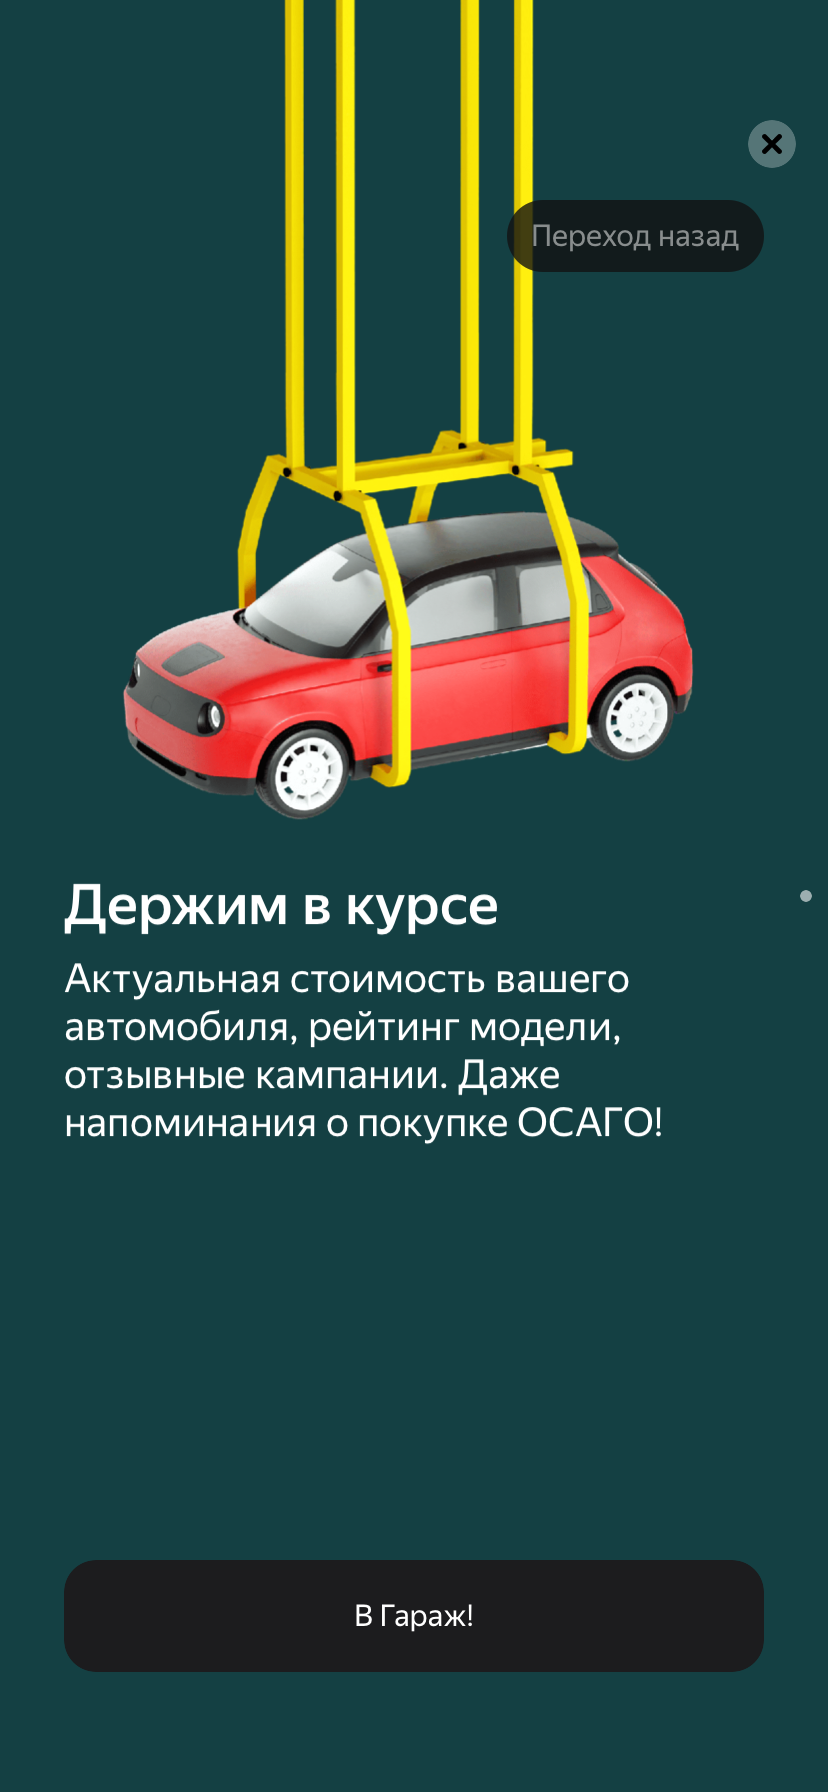 Переход назад
Держим в курсе
Актуальная стоимость вашего
автомобиля, рейтинг модели,
отзывные кампании. Даже
напоминания о покупке ОСАГО!
В Гараж!